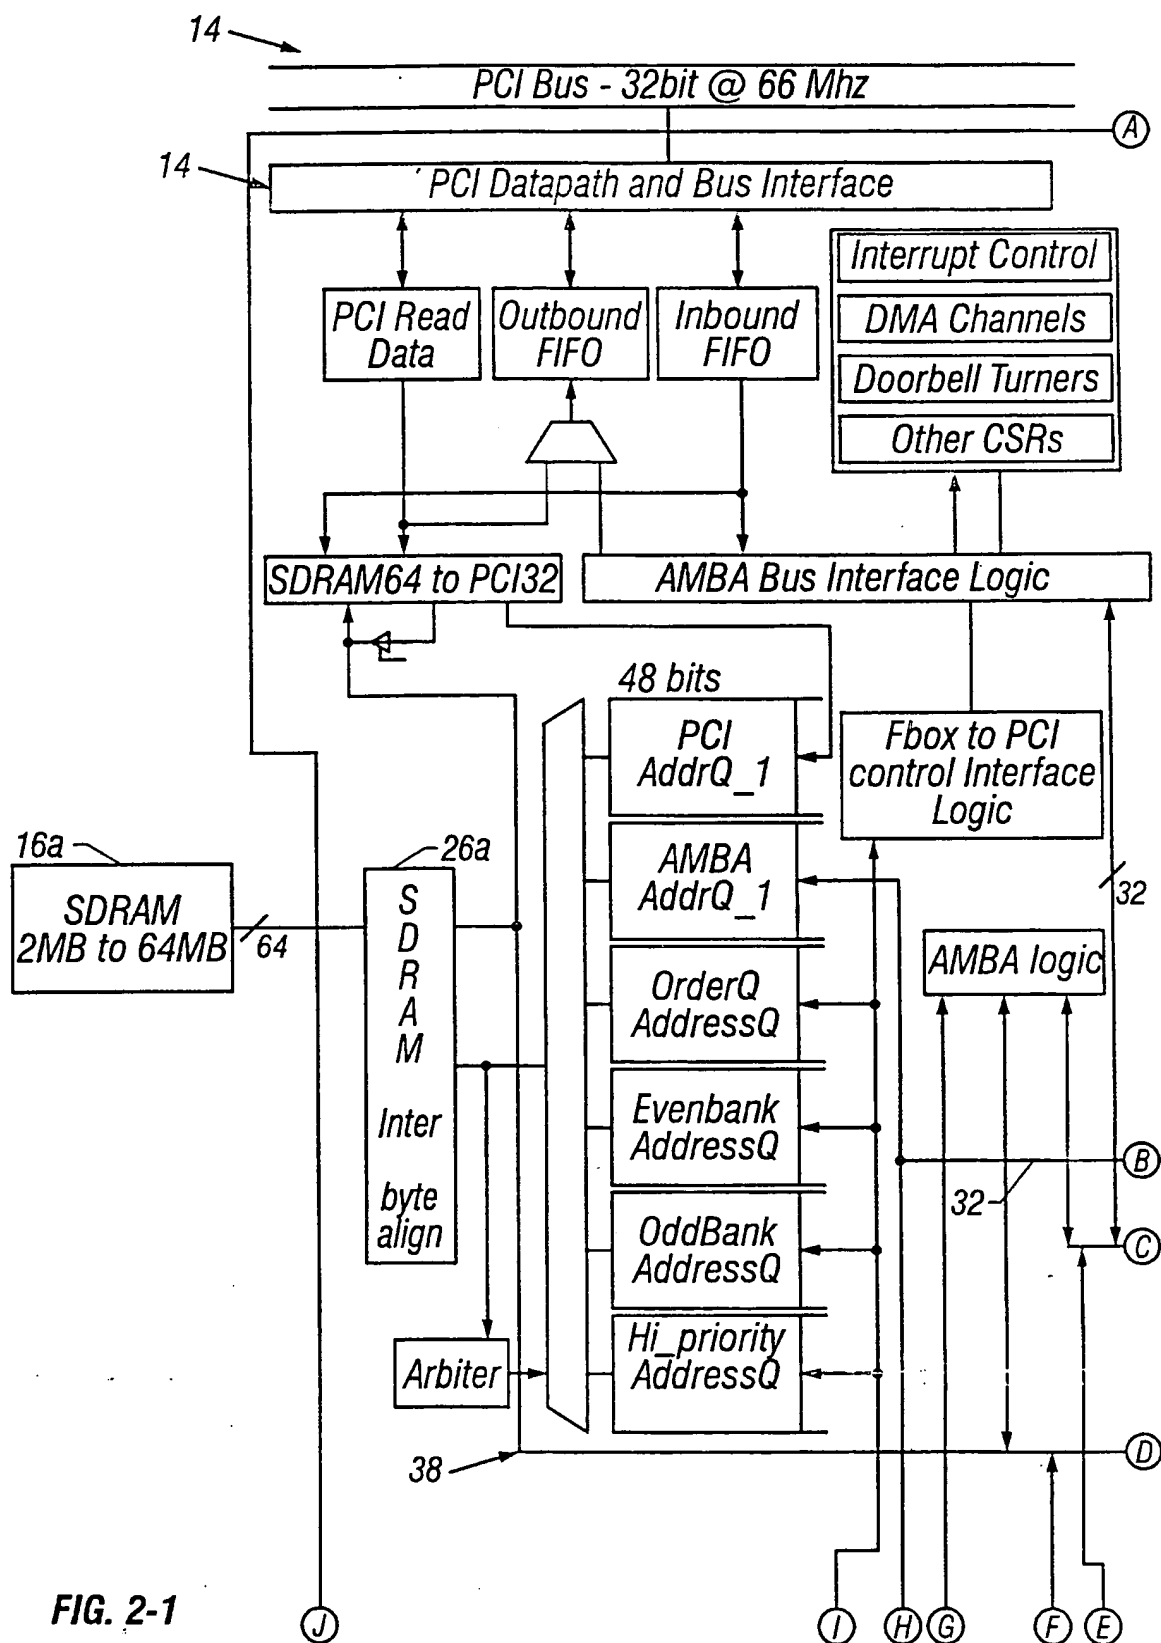 14
PCI Bus - 32bit @ 66 Mhz
A
14
PCI Datapath and Bus Interface
Interrupt Control
DMA Channels
Doorbell Turners
Other CSRs
PCI Read
Data
Outbound
FIFO
Inbound
FIFO
SDRAM64 to PCI32
AMBA Bus Interface Logic
48 bits
PCI
AddrQ_1
Fbox to PCI
control Interface
Logic
16a
SDRAM
2MB to 64MB
64
26a
SDRAM
Inter
byte
align
AMBA
AddrQ_1
32
AMBA logic
OrderQ
AddressQ
Evenbank
AddressQ
B
32
OddBank
AddressQ
C
Arbiter
Hi_priority
AddressQ
38
D
FIG. 2-1
J
I
H
G
F
E